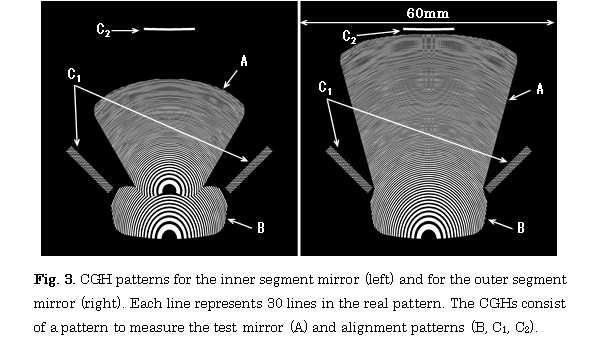 C2
A
C1
B
60mm
C2
C1
A
B
Fig. 3. CGH patterns for the inner segment mirror (left) and for the outer segment
mirror (right). Each line represents 30 lines in the real pattern. The CGHs consist
of a pattern to measure the test mirror (A) and alignment patterns (B, C1, C2).